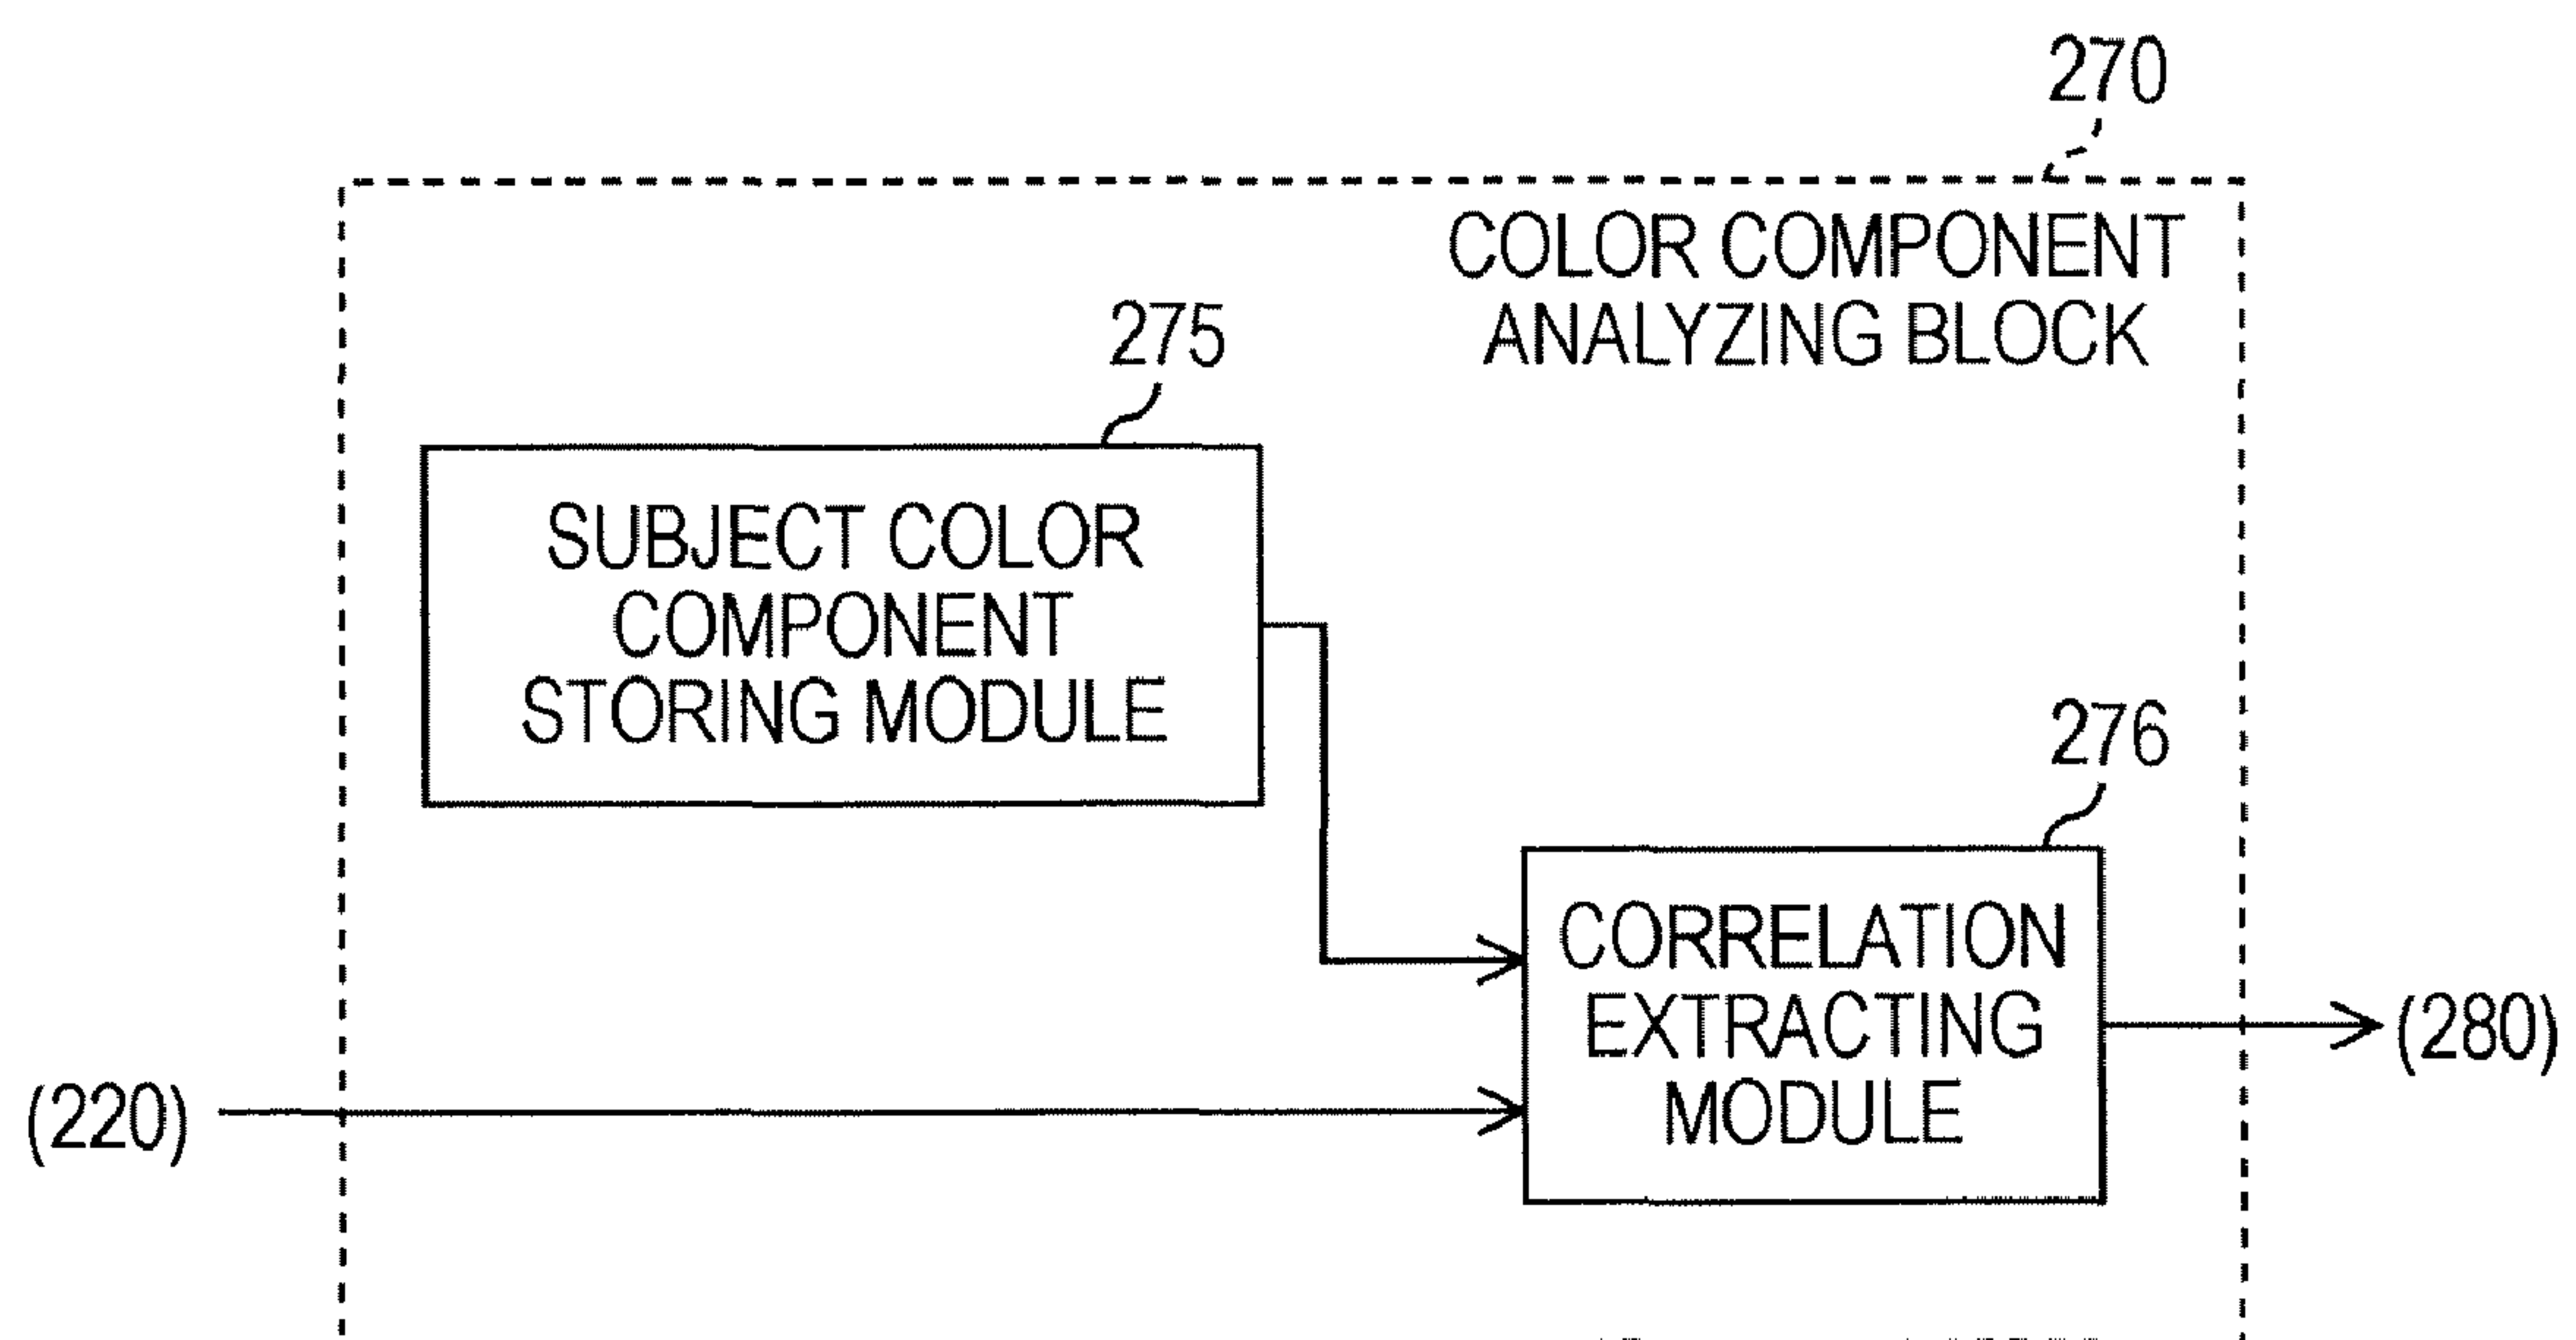 270
COLOR COMPONENT
ANALYZING BLOCK
275
SUBJECT COLOR
COMPONENT
STORING MODULE
276
CORRELATION
EXTRACTING
MODULE
(280)
(220)